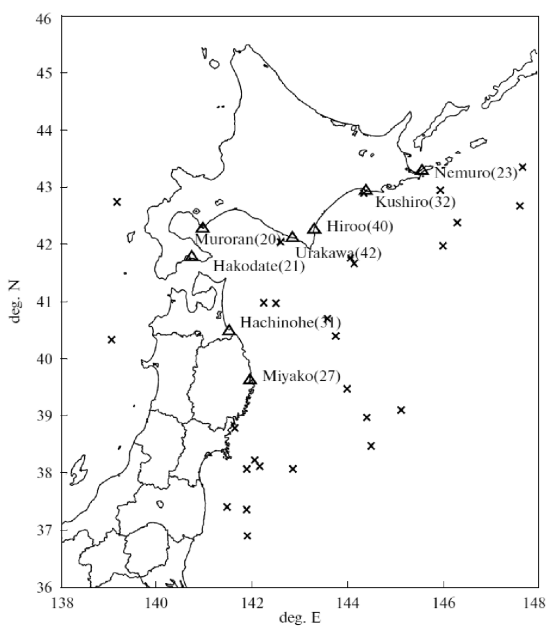 46
45
44
43
42
41
40
39
38
37
36
deg. N
Nemuro(23)
Kushiro(32)
Hiroo(40)
Muroran(20)
Urakawa(42)
Hakodate(21)
Hachinohe(31)
Miyako(27)
138
140
142
144
146
148
deg. E